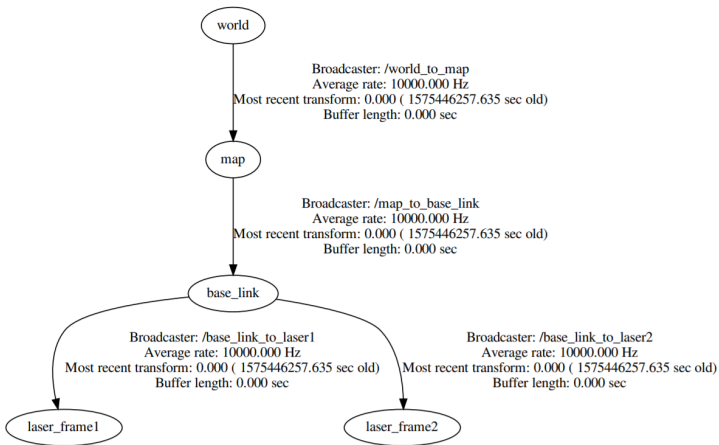 world
Broadcaster: /world_to_map
Average rate: 10000.000 Hz
Most recent transform: 0.000 ( 1575446257.635 sec old)
Buffer length: 0.000 sec
map
Broadcaster: /map_to_base_link
Average rate: 10000.000 Hz
Most recent transform: 0.000 ( 1575446257.635 sec old)
Buffer length: 0.000 sec
base_link
Broadcaster: /base_link_to_laser1
Average rate: 10000.000 Hz
Most recent transform: 0.000 ( 1575446257.635 sec old)
Buffer length: 0.000 sec
Broadcaster: /base_link_to_laser2
Average rate: 10000.000 Hz
Most recent transform: 0.000 ( 1575446257.635 sec old)
Buffer length: 0.000 sec
laser_frame1
laser_frame2